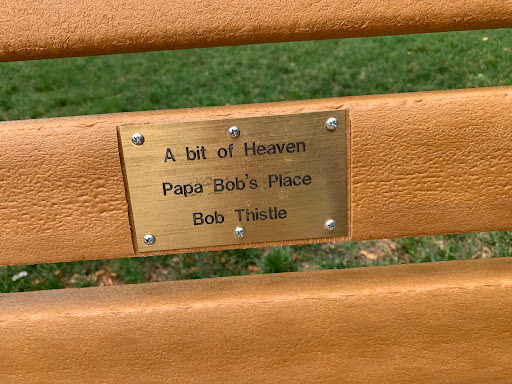 A bit of Heaven
Papa Bob's Place
Bob Thistle